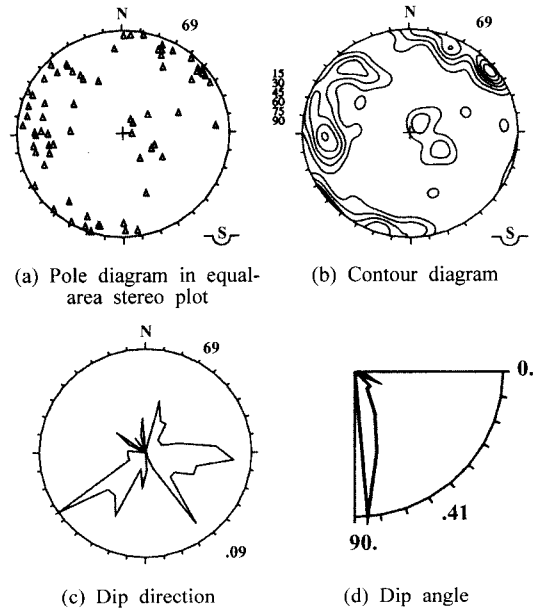 N
69
S
(a) Pole diagram in equal-
area stereo plot
N
69
15
30
45
60
75
90
S
(b) Contour diagram
N
69
.09
(c) Dip direction
0.
.41
90.
(d) Dip angle